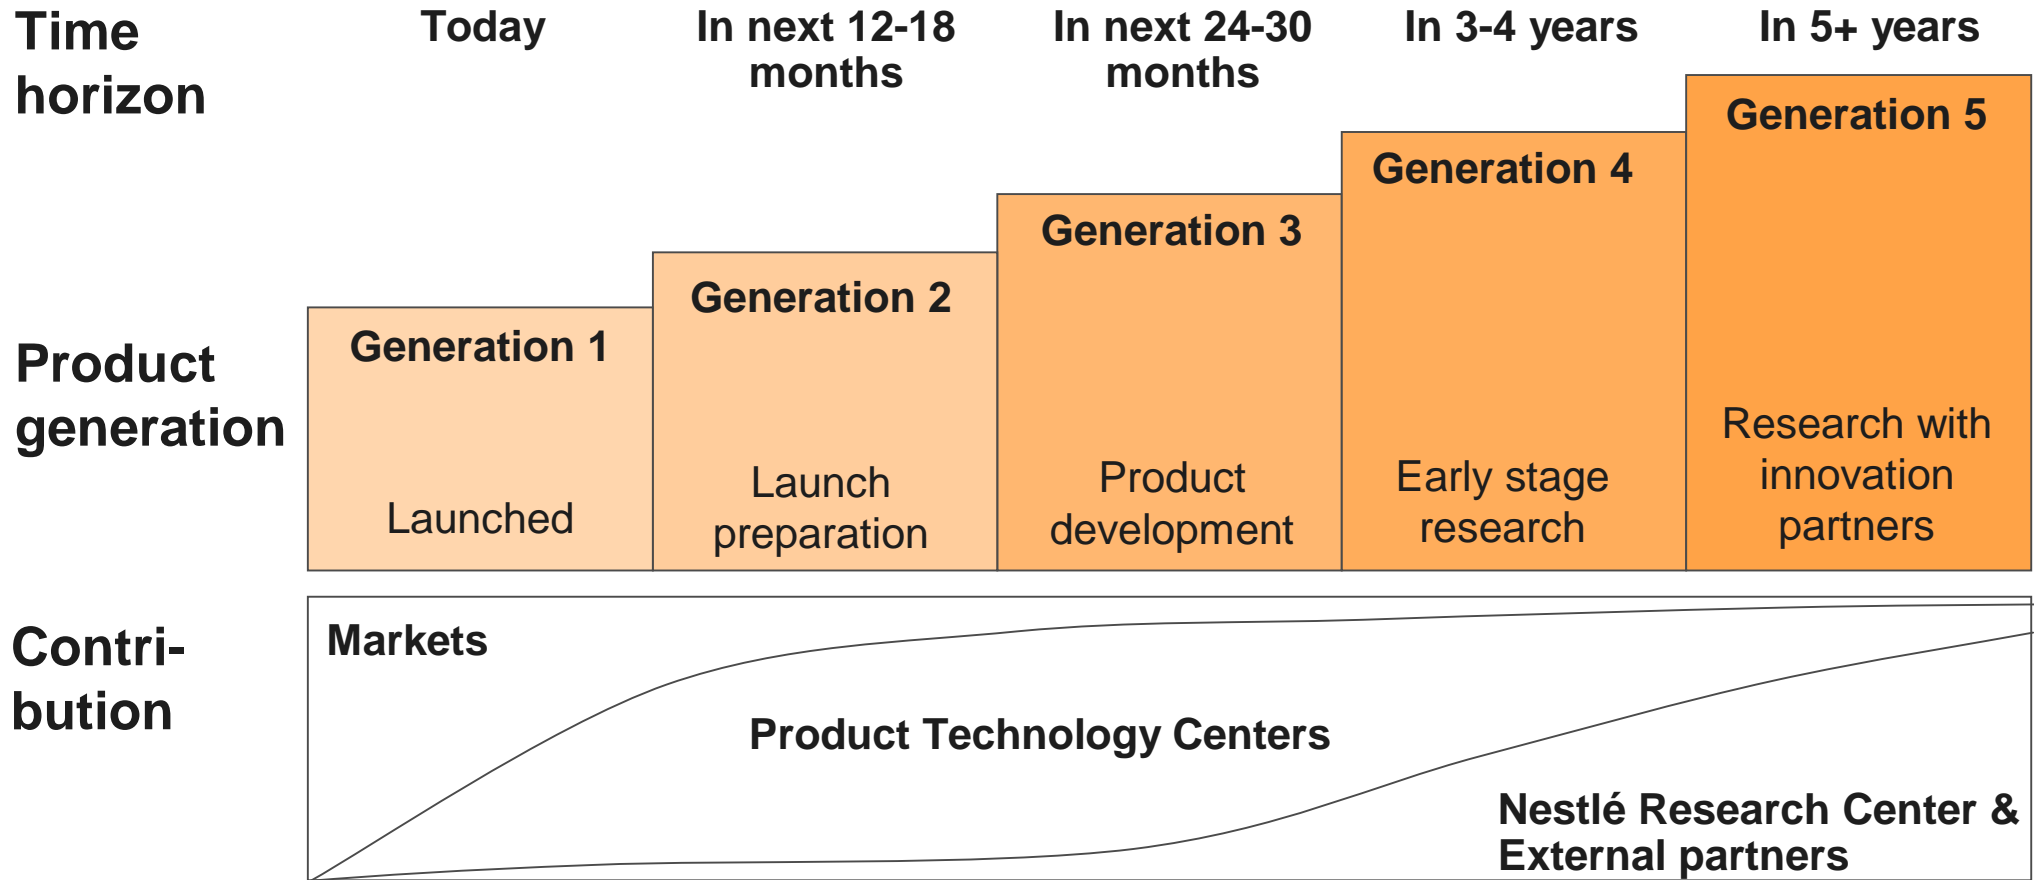 Time
horizon
Today
In next 12-18
months
In next 24-30
months
In 3-4 years
In 5+ years
Product
generation
Generation 1
Launched
Generation 2
Launch
preparation
Generation 3
Product
development
Generation 4
Early stage
research
Generation 5
Research with
innovation
partners
Contri-
bution
Markets
Product Technology Centers
Nestlé Research Center &
External partners